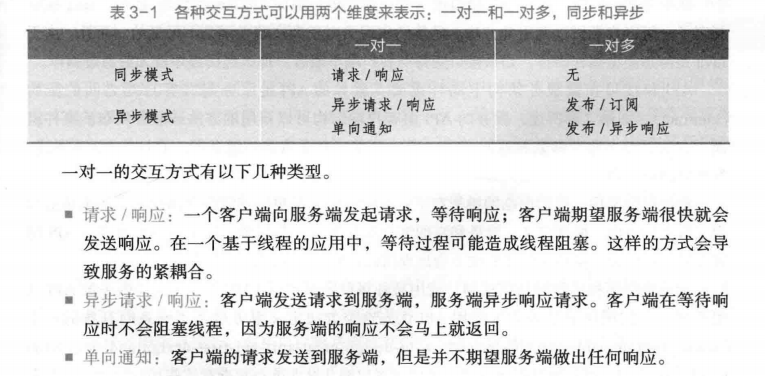 表 3-1 各种交互方式可以用两个维度来表示：一对一和一对多，同步和异步
一对一 一对多
同步模式 请求 / 响应 无
异步模式 异步请求 / 响应 发布 / 订阅
单向通知 发布 / 异步响应
一对一的交互方式有以下几种类型。
■ 请求 / 响应：一个客户端向服务端发起请求，等待响应；客户端期望服务端很快就会
发送响应。在一个基于线程的应用中，等待过程可能造成线程阻塞。这样的方式会导
致服务的紧耦合。
■ 异步请求 / 响应：客户端发送请求到服务端，服务端异步响应请求。客户端在等待响
应时不会阻塞线程，因为服务端的响应不会马上就返回。
■ 单向通知：客户端的请求发送到服务端，但是并不期望服务端做出任何响应。